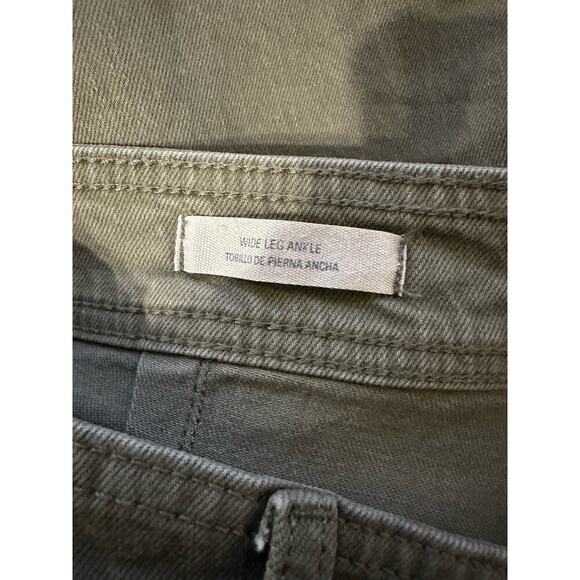 WIDE LEG ANKLE
TOBILLO DE PIERNA ANCHA